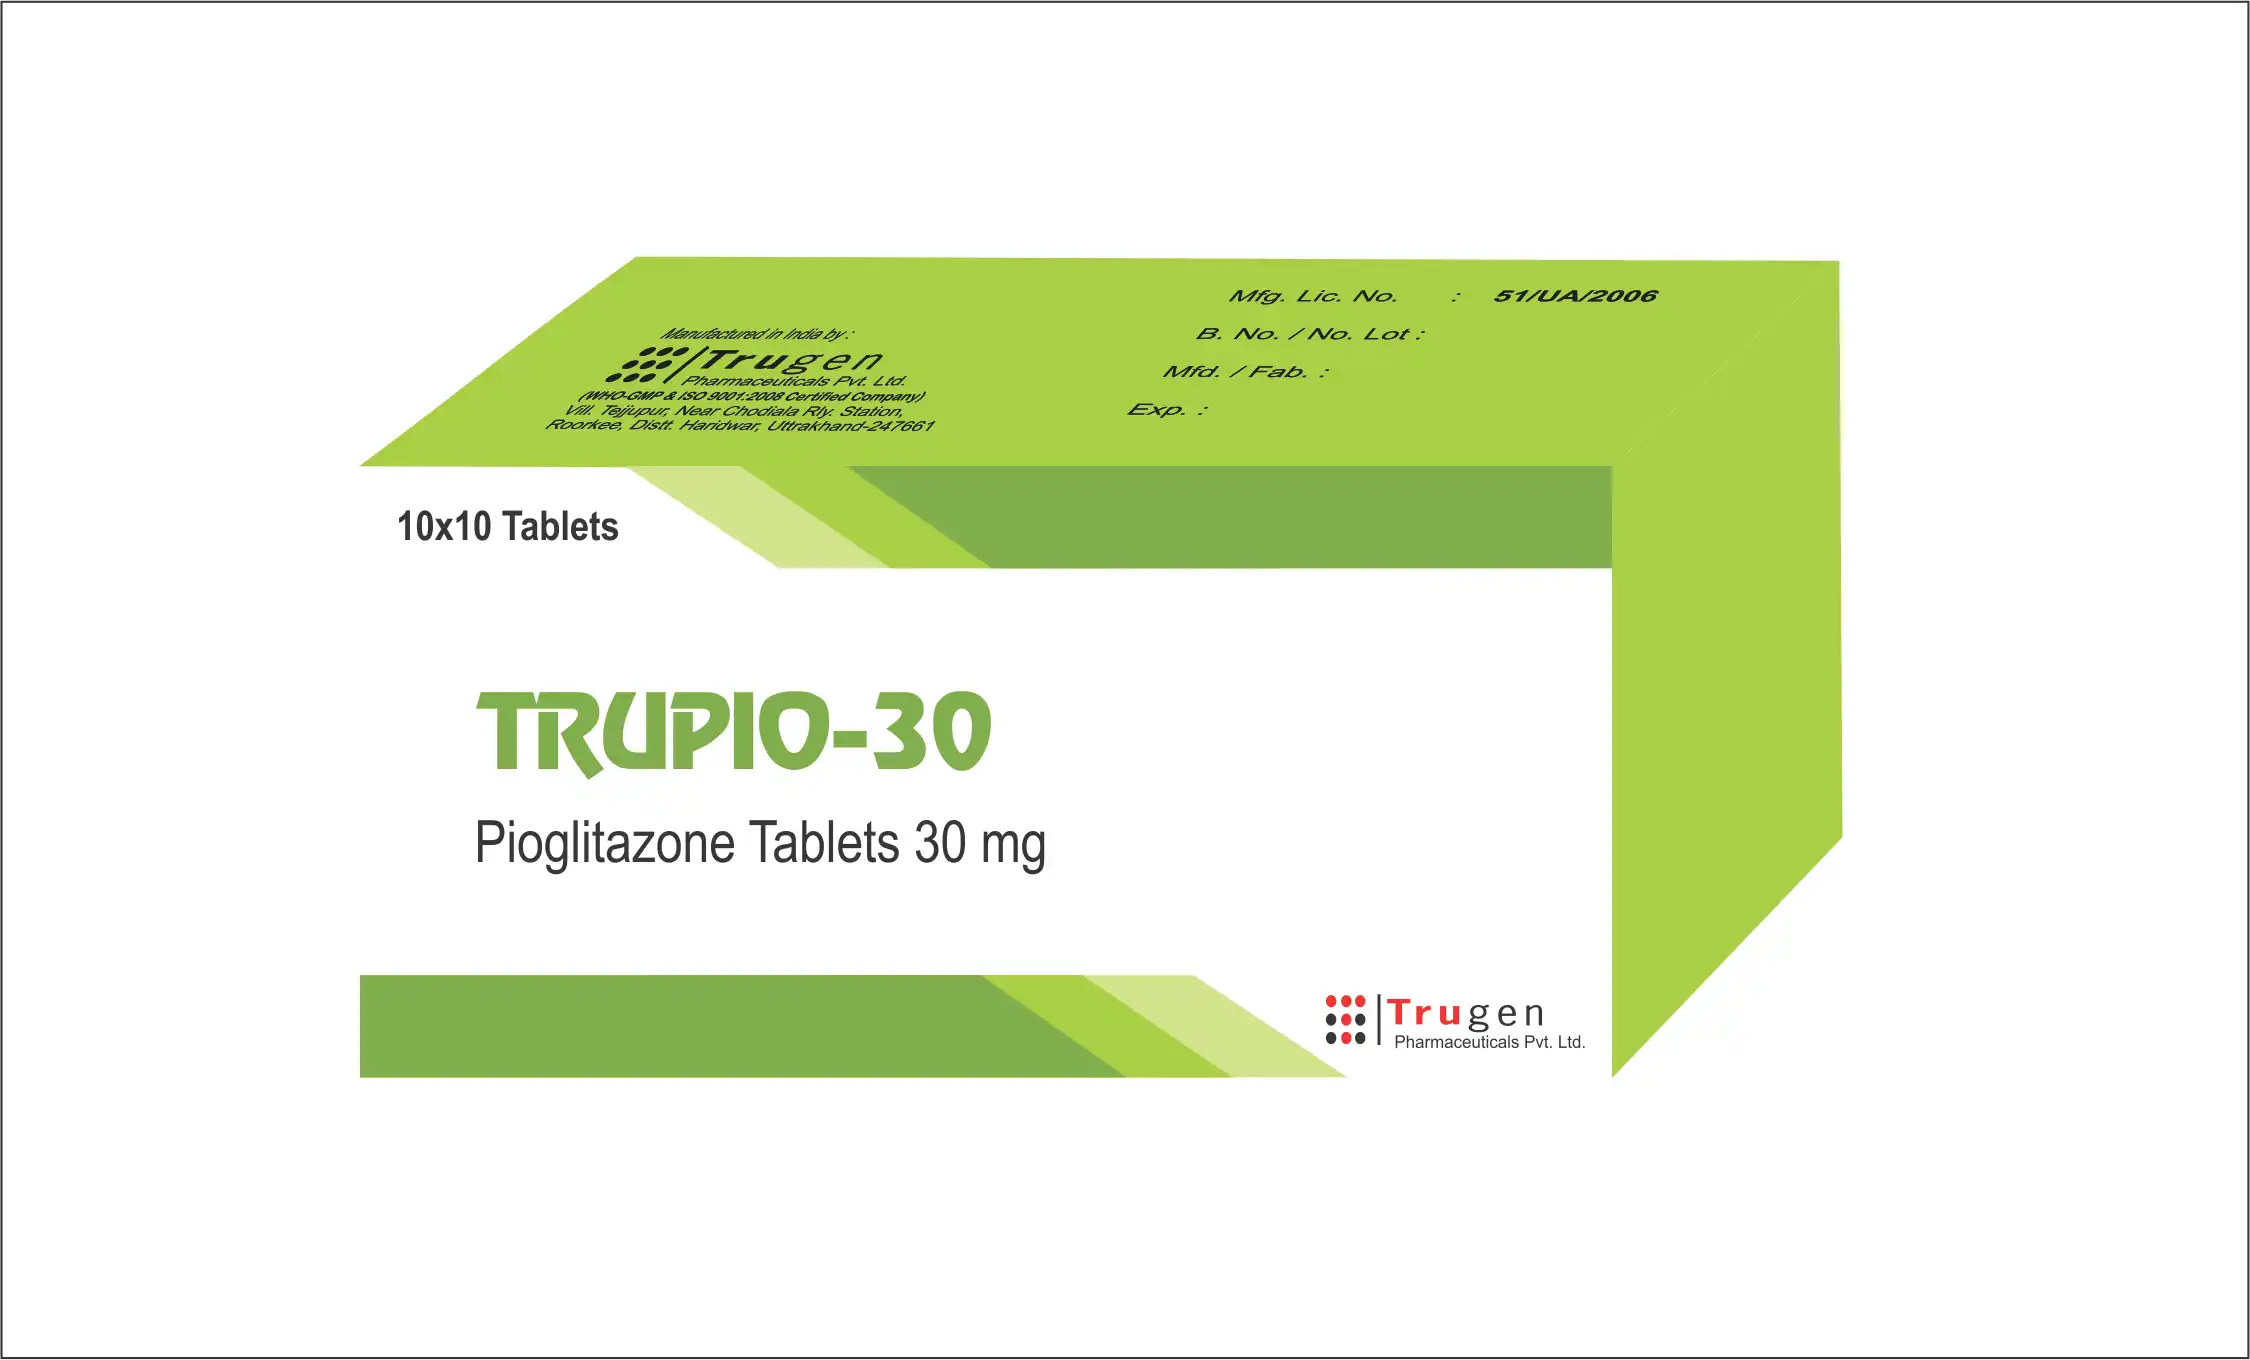 Manufactured in India by :
Trugen
Pharmaceuticals Pvt. Ltd.
(WHO-GMP & ISO 9001:2008 Certified Company)
Vill. Tejjupur, Near Chodiala Rly. Station,
Roorkee, Distt. Haridwar, Uttrakhand-247661
Mfg. Lic. No. : 51/UA/2006
B. No. / No. Lot :
Mfd. / Fab. :
Exp. :
10x10 Tablets
TRUPIO-30
Pioglitazone Tablets 30 mg
Trugen
Pharmaceuticals Pvt. Ltd.